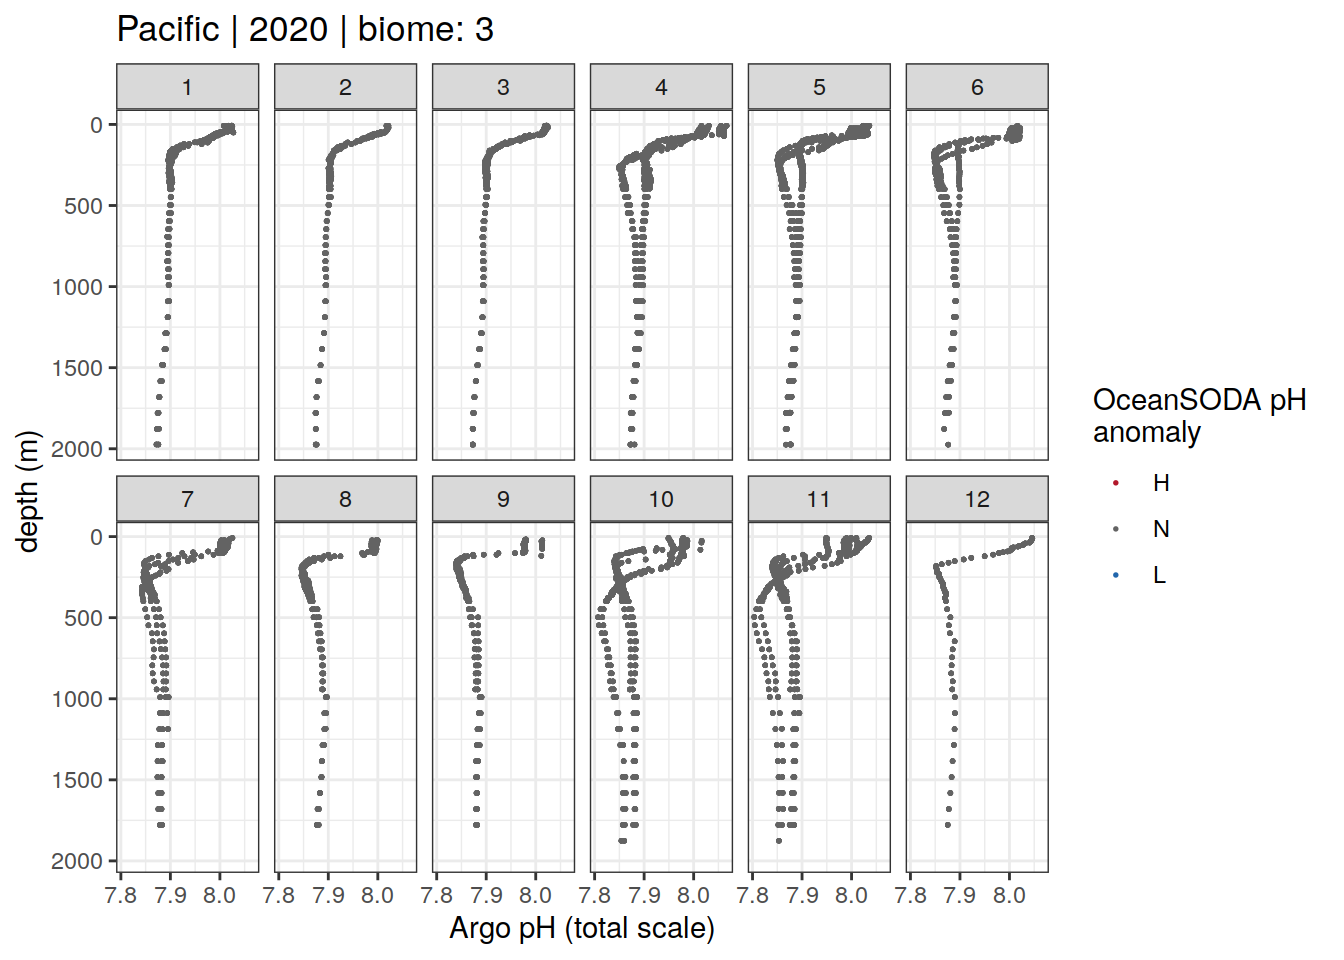 Pacific | 2020 | biome: 3
1 2 3 4 5 6
0
500
1000
1500
2000
7 8 9 10 11 12
0
500
1000
1500
2000
7.8 7.9 8.0 7.8 7.9 8.0 7.8 7.9 8.0 7.8 7.9 8.0 7.8 7.9 8.0 7.8 7.9 8.0
Argo pH (total scale)
depth (m)
OceanSODA pH
anomaly
H
N
L